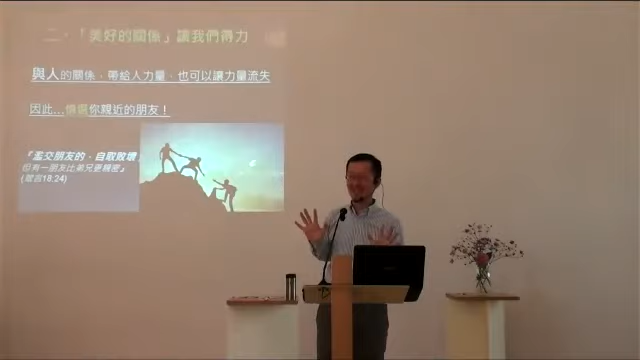 二、「美好的關係」讓我們得力
與人的關係，帶給人力量，也可以讓力量流失
因此…慎選你親近的朋友！
『濫交朋友的，自取敗壞
但有一朋友比弟兄更親密』
(箴言18:24)